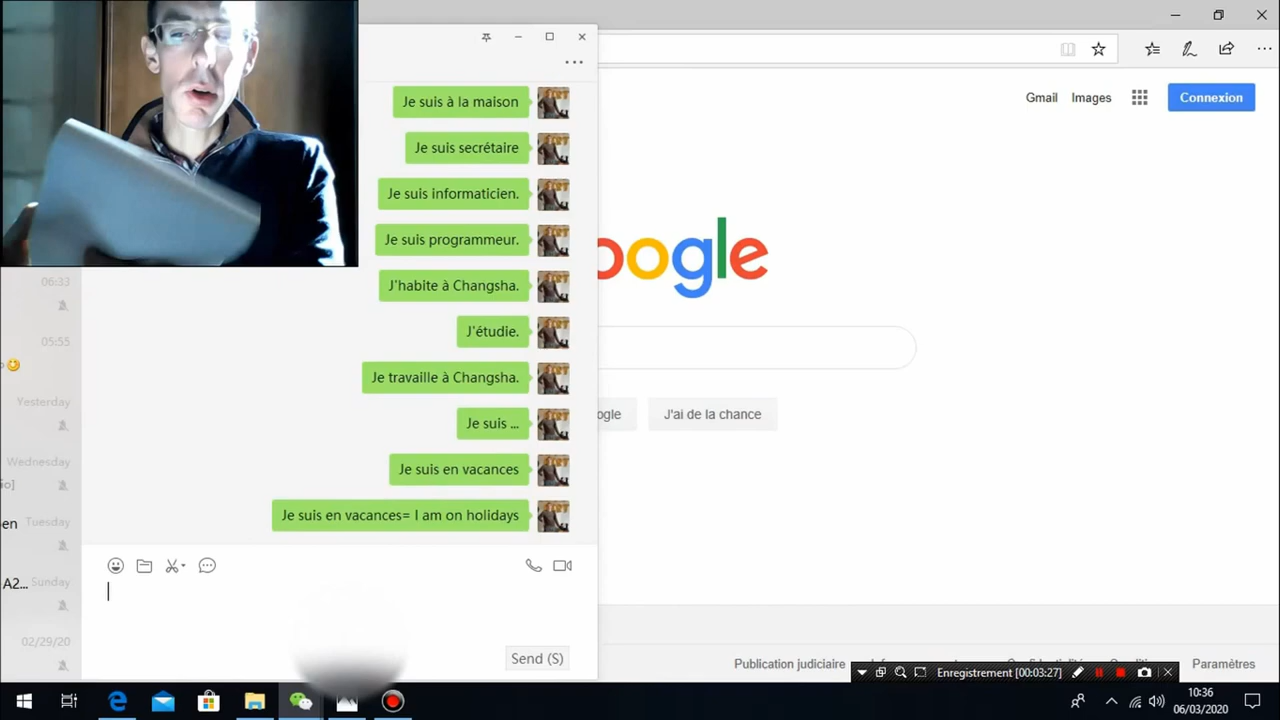 Gmail
Images
Connexion
Je suis à la maison
Je suis secrétaire
Je suis informaticien.
Je suis programmeur.
J'habite à Changsha.
J'étudie.
Je travaille à Changsha.
Je suis ...
Je suis en vacances
Je suis en vacances= I am on holidays
06:33
05:55
Yesterday
Wednesday
Tuesday
A2... Sunday
02/29/20
J'ai de la chance
Send (S)
Publication judiciaire
Paramètres
Enregistrement [00:03:27]
10:36
06/03/2020